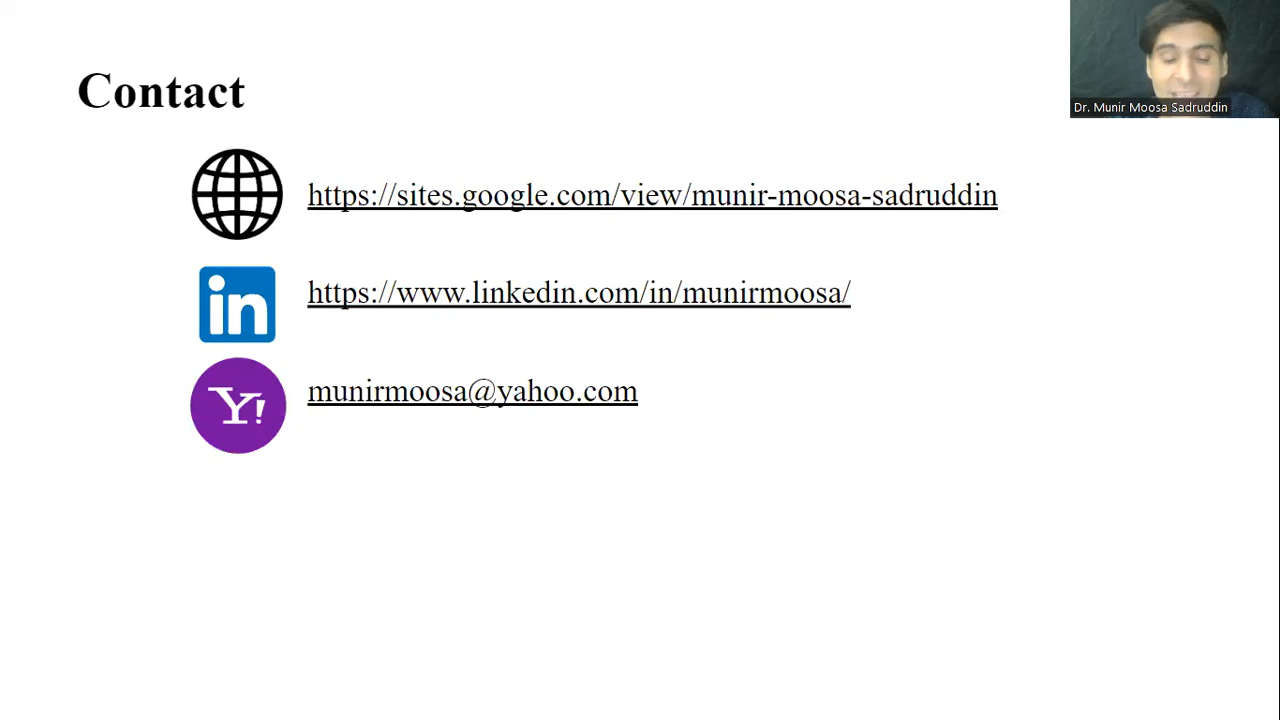 Contact
Dr. Munir Moosa Sadruddin
https://sites.google.com/view/munir-moosa-sadruddin
in
https://www.linkedin.com/in/munirmoosa/
Y!
munirmoosa@yahoo.com